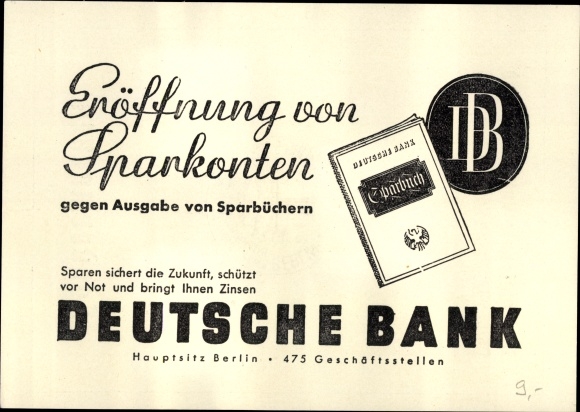 Eröffnung von
Sparkonten
gegen Ausgabe von Sparbüchern
DB
DEUTSCHE BANK
Sparbuch
Sparen sichert die Zukunft, schützt
vor Not und bringt Ihnen Zinsen
DEUTSCHE BANK
Hauptsitz Berlin • 475 Geschäftsstellen
9,-